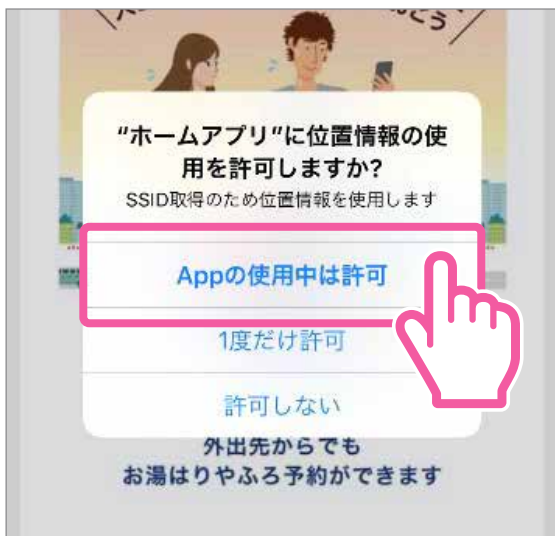 “ホームアプリ”に位置情報の使
用を許可しますか?
SSID取得のため位置情報を使用します
Appの使用中は許可
1度だけ許可
許可しない
外出先からでも
お湯はりやふろ予約ができます